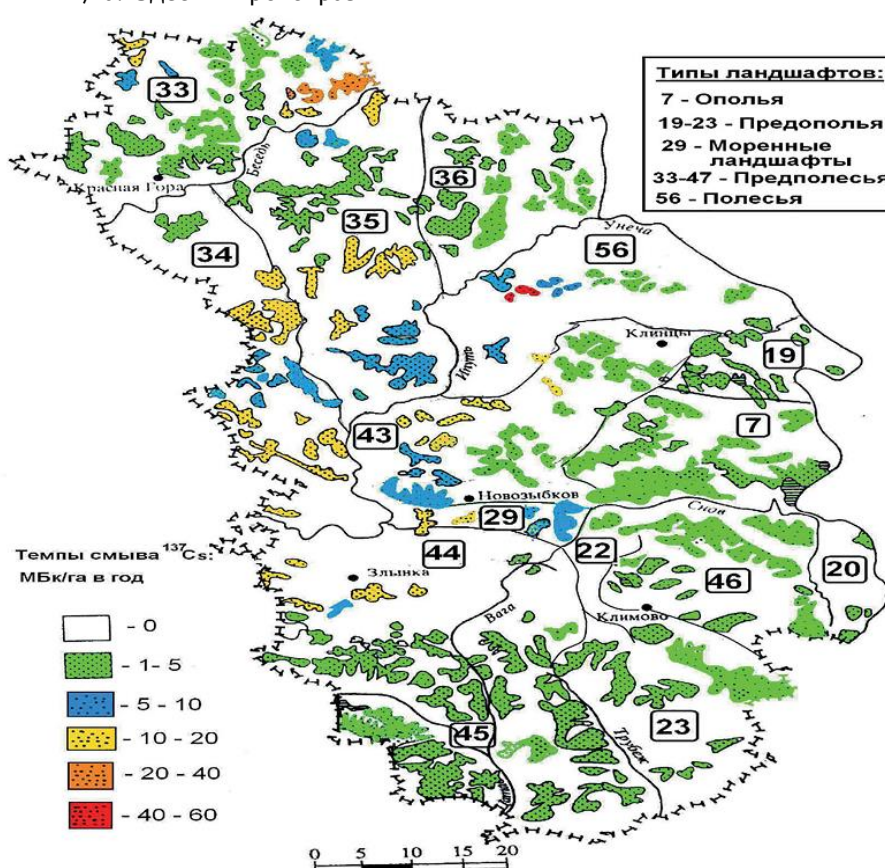 Типы ландшафтов:
7 - Ополья
19-23 - Предополья
29 - Моренные
ландшафты
33-47 - Предполесья
56 - Полесья
33
Красная Гора
Беседь
36
35
34
Унеча
56
Клинцы
19
Ипуть
7
43
Новозыбков
29
Снов
22
44
Злынка
46
20
Вага
Климово
23
45
Трубеж
Темпы смыва ¹³⁷Cs:
МБк/га в год
- 0
- 1- 5
- 5 - 10
- 10 - 20
- 20 - 40
- 40 - 60
0 5 10 15 20